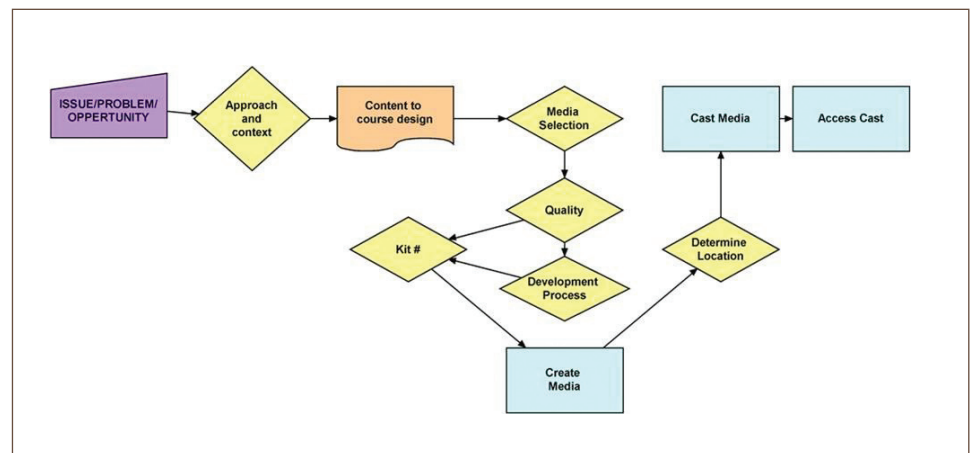 ISSUE/PROBLEM/
OPPERTUNITY
Approach
and
context
Content to
course design
Media
Selection
Cast Media
Access Cast
Quality
Kit #
Determine
Location
Development
Process
Create
Media